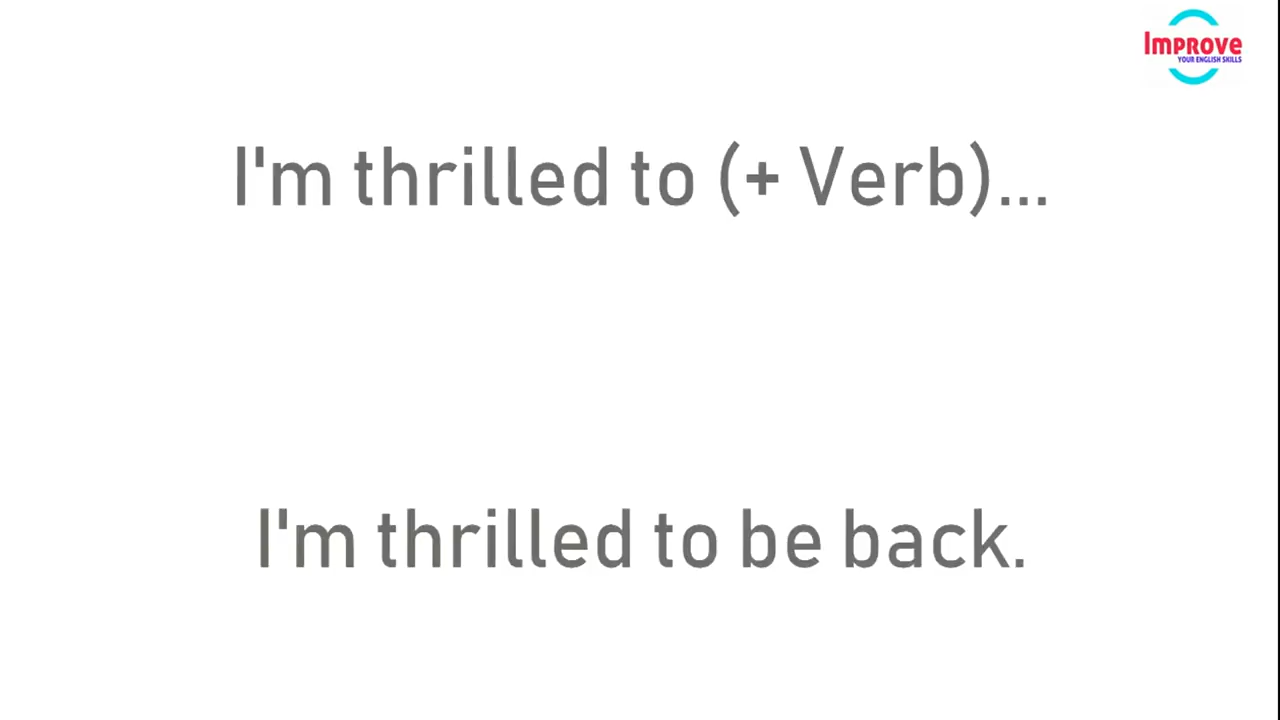 Improve
YOUR ENGLISH SKILLS
I'm thrilled to (+ Verb)...
I'm thrilled to be back.